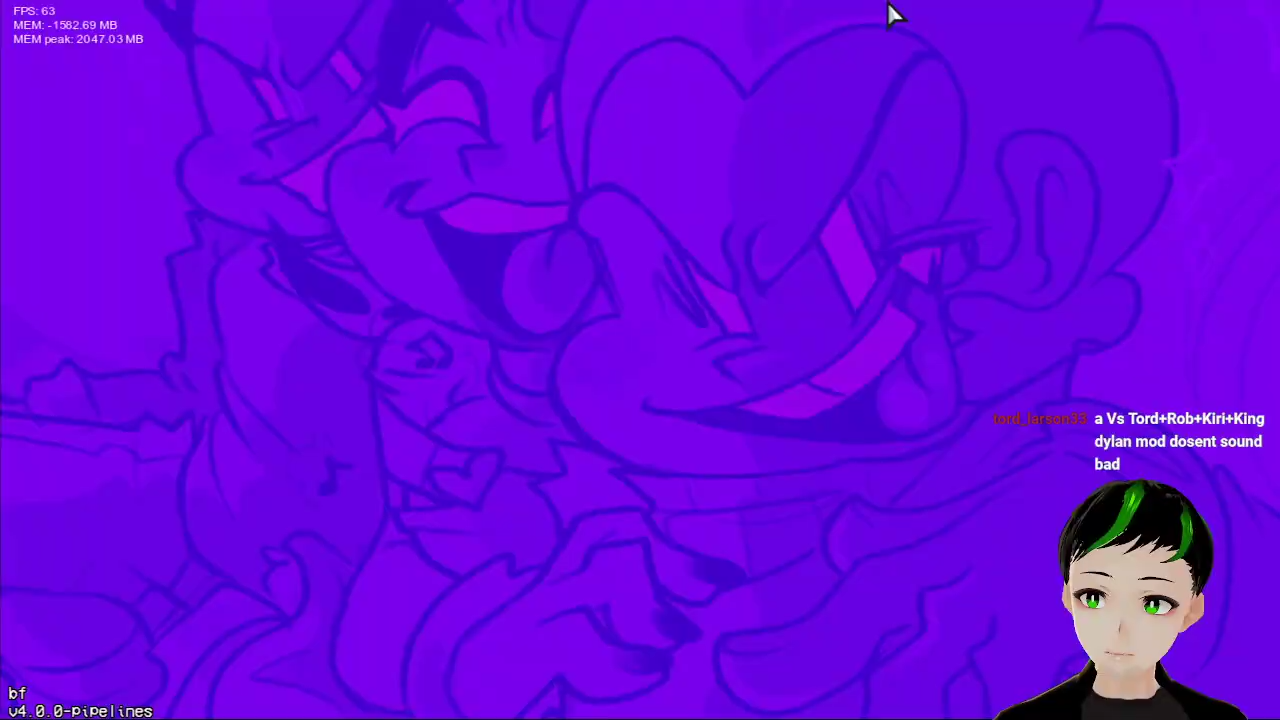 FPS: 63
MEM: -1582.69 MB
MEM peak: 2047.03 MB
tord_larson33 a Vs Tord+Rob+Kiri+King
dylan mod dosent sound
bad
bf
v4.0.0-pipelines